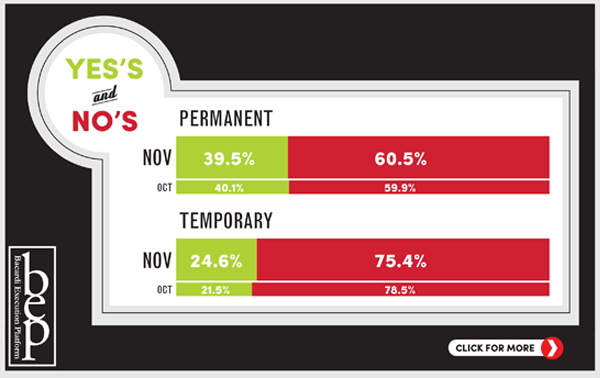 YES'S
and
NO'S
PERMANENT
NOV 39.5% 60.5%
OCT 40.1% 59.9%
TEMPORARY
NOV 24.6% 75.4%
OCT 21.5% 78.5%
bep
Bacardi Execution Platform
CLICK FOR MORE